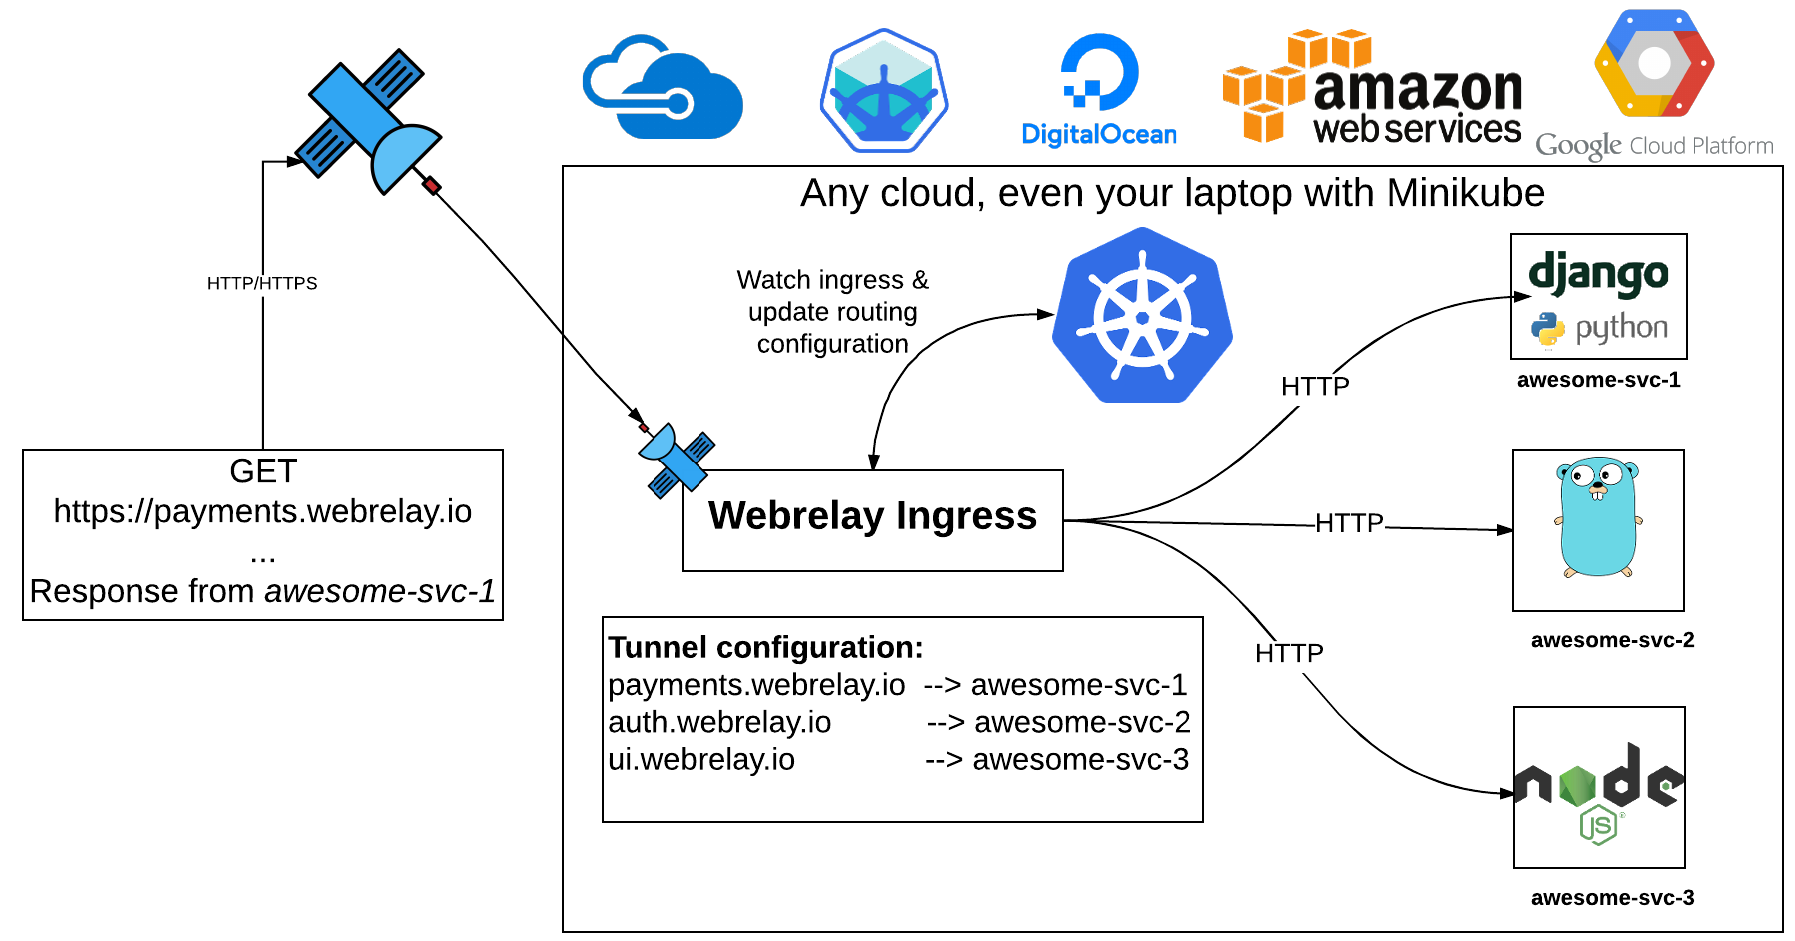 DigitalOcean
amazon
web services
Google Cloud Platform
Any cloud, even your laptop with Minikube
HTTP/HTTPS
Watch ingress &
update routing
configuration
django
python
...
awesome-svc-1
HTTP
GET
https://payments.webrelay.io
...
Response from awesome-svc-1
Webrelay Ingress
HTTP
awesome-svc-2
Tunnel configuration:
payments.webrelay.io --> awesome-svc-1
auth.webrelay.io --> awesome-svc-2
ui.webrelay.io --> awesome-svc-3
HTTP
node
JS®
awesome-svc-3